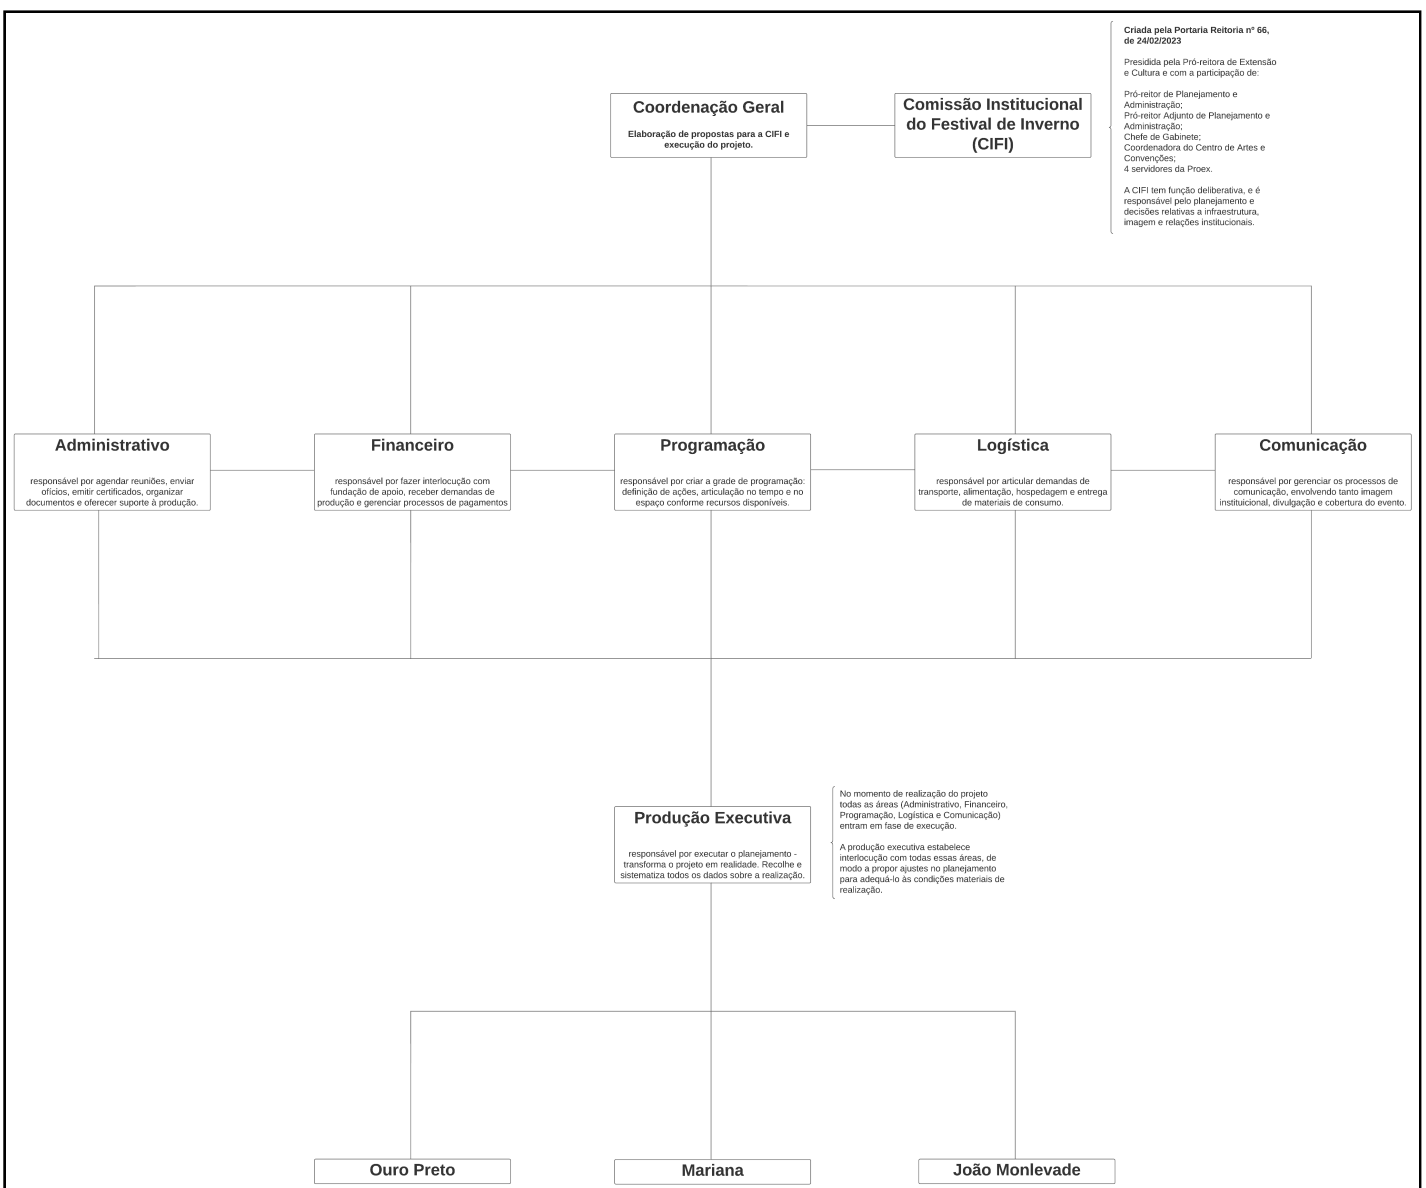 Criada pela Portaria Reitoria nº 66,
de 24/02/2023
Presidida pela Pró-reitora de Extensão
e Cultura e com a participação de:
Pró-reitor de Planejamento e
Administração;
Pró-reitor Adjunto de Planejamento e
Administração;
Chefe de Gabinete;
Coordenadora do Centro de Artes e
Convenções;
4 servidores da Proex.
A CIFI tem função deliberativa, e é
responsável pelo planejamento e
decisões relativas a infraestrutura,
imagem e relações institucionais.
Coordenação Geral
Elaboração de propostas para a CIFI e
execução do projeto.
Comissão Institucional
do Festival de Inverno
(CIFI)
Administrativo
responsável por agendar reuniões, enviar
ofícios, emitir certificados, organizar
documentos e oferecer suporte à produção.
Financeiro
responsável por fazer interlocução com
fundação de apoio, receber demandas de
produção e gerenciar processos de pagamentos
Programação
responsável por criar a grade de programação:
definição de ações, articulação no tempo e no
espaço conforme recursos disponíveis.
Logística
responsável por articular demandas de
transporte, alimentação, hospedagem e entrega
de materiais de consumo.
Comunicação
responsável por gerenciar os processos de
comunicação, envolvendo tanto imagem
instituicional, divulgação e cobertura do evento.
Produção Executiva
responsável por executar o planejamento -
transforma o projeto em realidade. Recolhe e
sistematiza todos os dados sobre a realização.
No momento de realização do projeto
todas as áreas (Administrativo, Financeiro,
Programação, Logística e Comunicação)
entram em fase de execução.
A produção executiva estabelece
interlocução com todas essas áreas, de
modo a propor ajustes no planejamento
para adequá-lo às condições materiais de
realização.
Ouro Preto
Mariana
João Monlevade